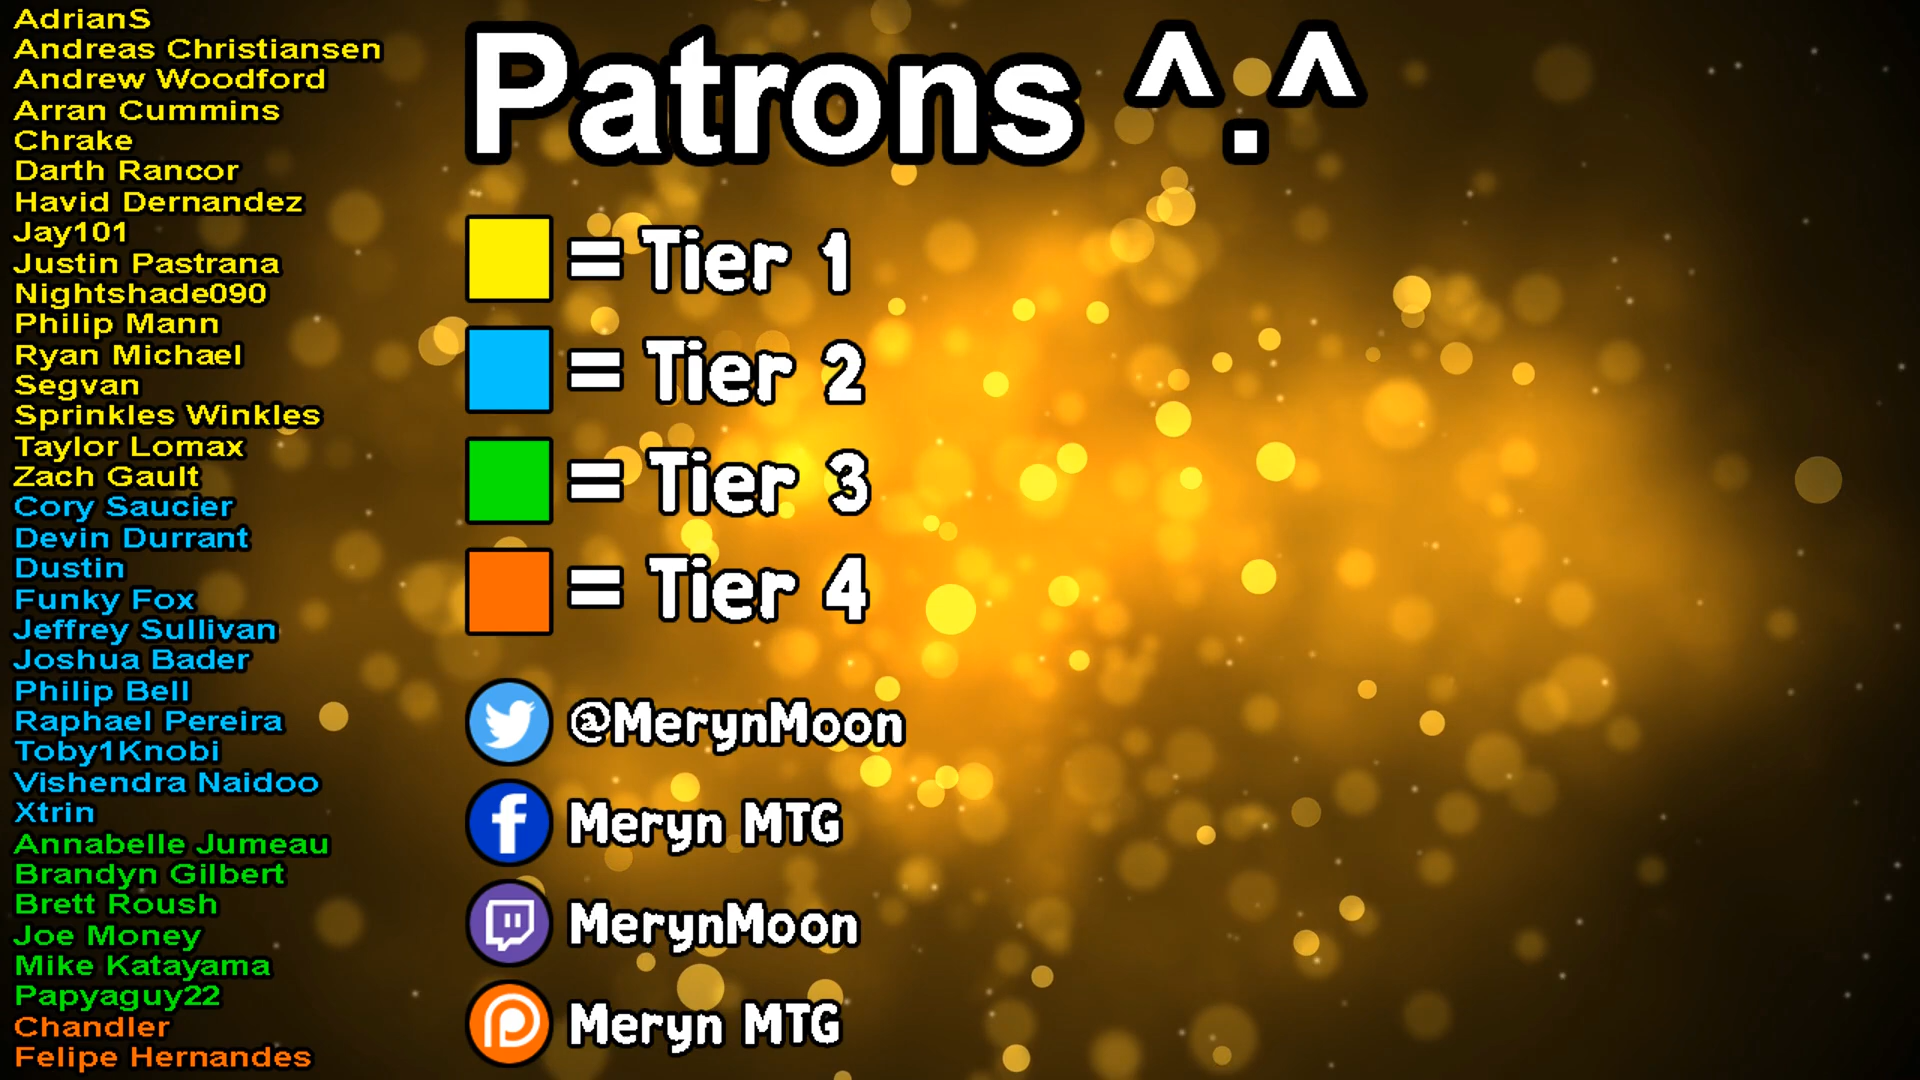 AdrianS
Andreas Christiansen
Andrew Woodford
Arran Cummins
Chrake
Darth Rancor
Havid Dernandez
Jay101
Justin Pastrana
Nightshade090
Philip Mann
Ryan Michael
Segvan
Sprinkles Winkles
Taylor Lomax
Zach Gault
Cory Saucier
Devin Durrant
Dustin
Funky Fox
Jeffrey Sullivan
Joshua Bader
Philip Bell
Raphael Pereira
Toby1Knobi
Vishendra Naidoo
Xtrin
Annabelle Jumeau
Brandyn Gilbert
Brett Roush
Joe Money
Mike Katayama
Papyaguy22
Chandler
Felipe Hernandes
Patrons ^.^
= Tier 1
= Tier 2
= Tier 3
= Tier 4
@MerynMoon
Meryn MTG
MerynMoon
Meryn MTG